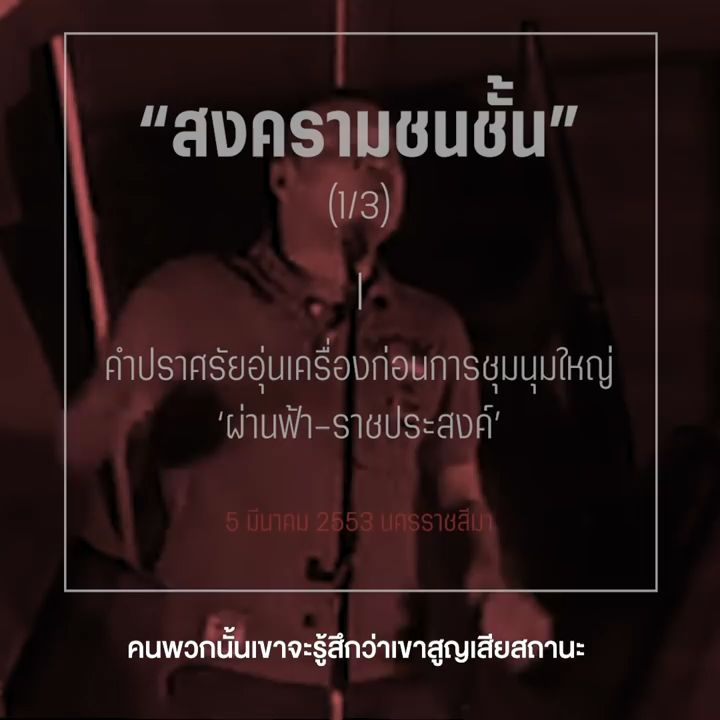 “สงครามชนชั้น”
(1/3)
คำปราศรัยอุ่นเครื่องก่อนการชุมนุมใหญ่
‘ผ่านฟ้า-ราชประสงค์’
5 มีนาคม 2553 นครราชสีมา
คนพวกนั้นเขาจะรู้สึกว่าเขาสูญเสียสถานะ